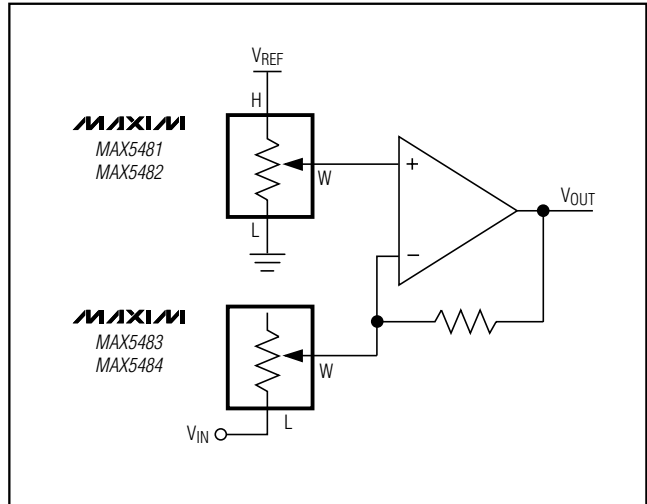 VREF
H
MAXIM
MAX5481
MAX5482
W
+
VOUT
L
−
MAXIM
MAX5483
MAX5484
W
L
VIN